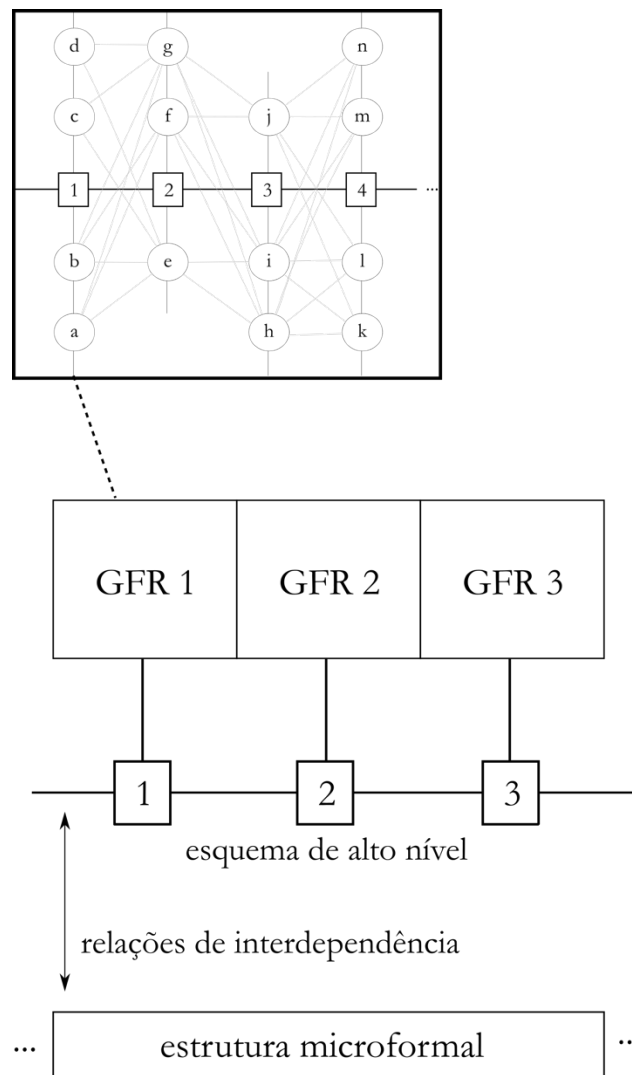 d g n
c f j m
1 2 3 4 ...
b e i l
a h k
GFR 1 GFR 2 GFR 3
1 2 3
esquema de alto nível
relações de interdependência
... estrutura microformal ...